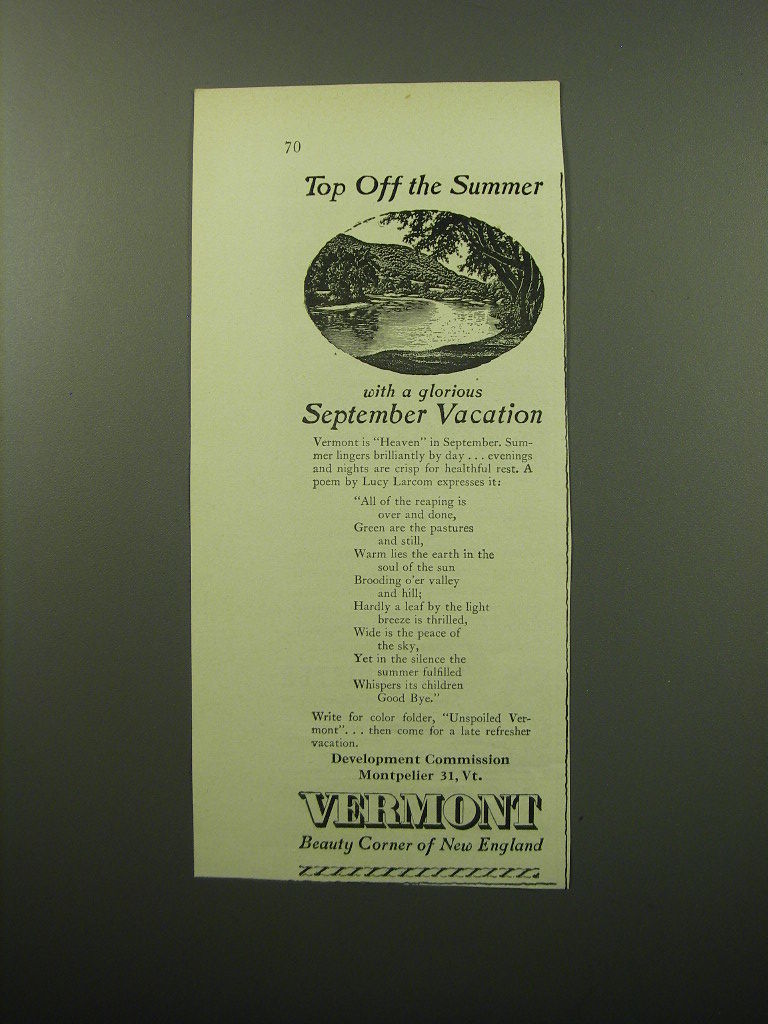 70
Top Off the Summer
with a glorious
September Vacation
Vermont is "Heaven" in September. Sum-
mer lingers brilliantly by day . . . evenings
and nights are crisp for healthful rest. A
poem by Lucy Larcom expresses it:
"All of the reaping is
over and done,
Green are the pastures
and still,
Warm lies the earth in the
soul of the sun
Brooding o'er valley
and hill;
Hardly a leaf by the light
breeze is thrilled,
Wide is the peace of
the sky,
Yet in the silence the
summer fulfilled
Whispers its children
Good Bye."
Write for color folder, "Unspoiled Ver-
mont". . . then come for a late refresher
vacation.
Development Commission
Montpelier 31, Vt.
VERMONT
Beauty Corner of New England